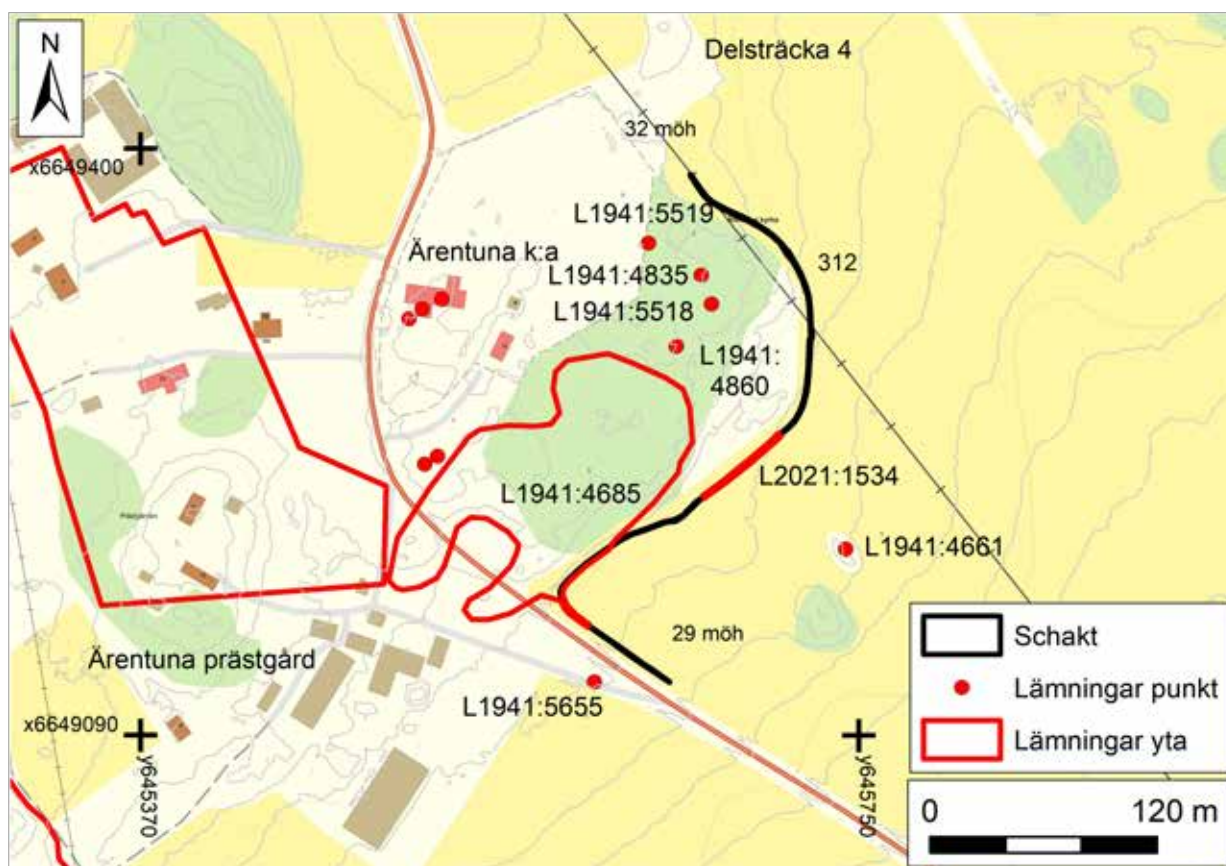 N
Delsträcka 4
32 möh
x6649400
L1941:5519
Ärentuna k:a
L1941:4835
312
L1941:5518
L1941:
4860
L1941:4685
L2021:1534
L1941:4661
29 möh
Ärentuna prästgård
L1941:5655
x6649090
y645370
y645750
Schakt
Lämningar punkt
Lämningar yta
0
120 m